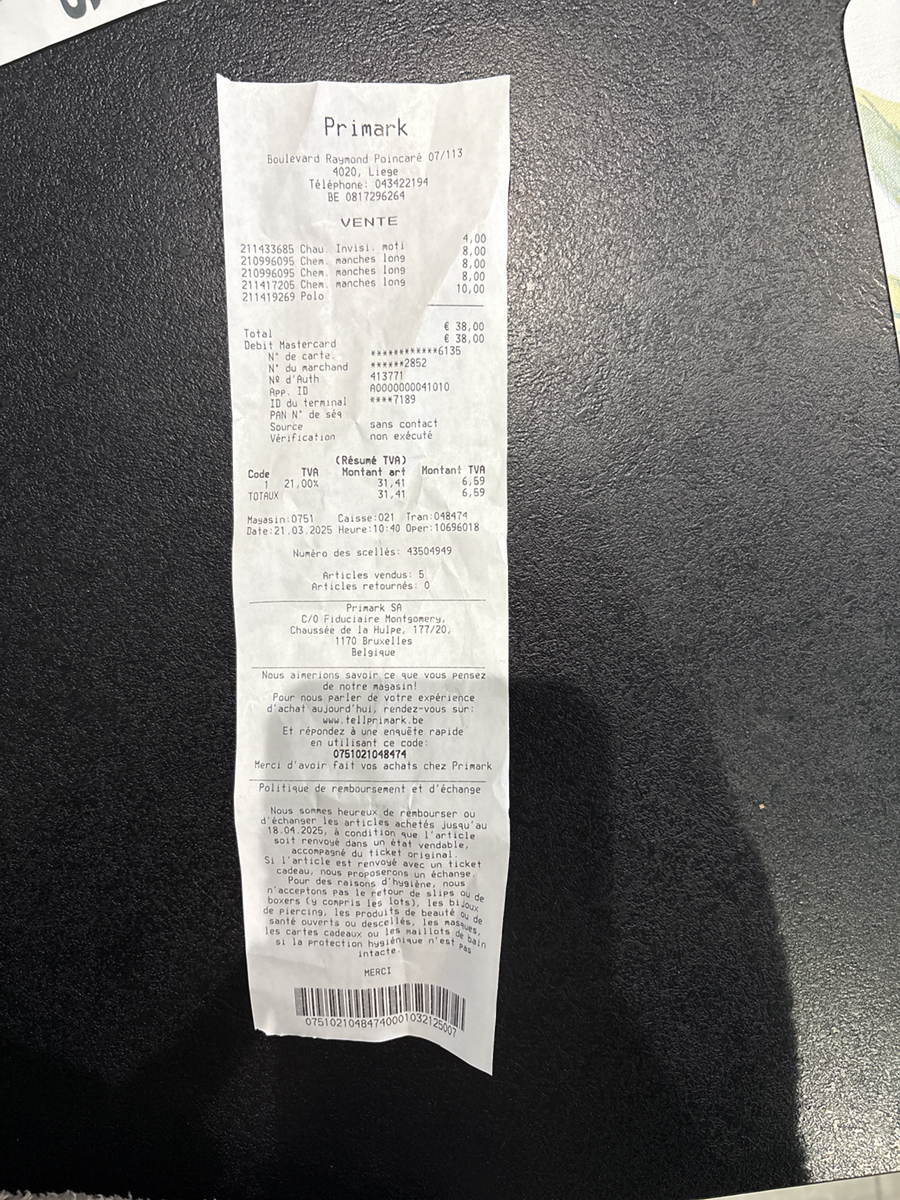 Primark
Boulevard Raymond Poincaré 07/113
4020, Liege
Téléphone: 043422194
BE 0817296264
VENTE
211433685 Chau. Invisi. moti 4,00
210996095 Chem. manches long 8,00
210996095 Chem. manches long 8,00
211417205 Chem. manches long 8,00
211419269 Polo 10,00
Total € 38,00
Debit Mastercard € 38,00
N° de carte. ************6135
N° du marchand ******2852
Nº d'Auth 413771
App. ID A0000000041010
ID du terminal ****7189
PAN N° de séq
Source sans contact
Vérification non exécuté
(Résumé TVA)
Code TVA Montant art Montant TVA
1 21,00% 31,41 6,59
TOTAUX 31,41 6,59
Magasin:0751 Caisse:021 Tran:048474
Date:21.03.2025 Heure:10:40 Oper:10696018
Numéro des scellés: 43504949
Articles vendus: 5
Articles retournés: 0
Primark SA
C/O Fiduciaire Montgomery,
Chaussée de la Hulpe, 177/20,
1170 Bruxelles
Belgique
Nous aimerions savoir ce que vous pensez
de notre magasin!
Pour nous parler de votre expérience
d'achat aujourd'hui, rendez-vous sur:
www.tellprimark.be
Et répondez à une enquête rapide
en utilisant ce code:
0751021048474
Merci d'avoir fait vos achats chez Primark
Politique de remboursement et d'échange
Nous sommes heureux de rembourser ou
d'échanger les articles achetés jusqu'au
18.04.2025, à condition que l'article
soit renvoyé dans un état vendable,
accompagné du ticket original.
Si l'article est renvoyé avec un ticket
cadeau, nous proposerons un échange.
Pour des raisons d'hygiène, nous
n'acceptons pas le retour de slips ou de
boxers (y compris les lots), les bijoux
de piercing, les produits de beauté ou de
santé ouverts ou descellés, les masques,
les cartes cadeaux ou les maillots de bain
si la protection hygiénique n'est pas
intacte.
MERCI
07510210484740001032125007